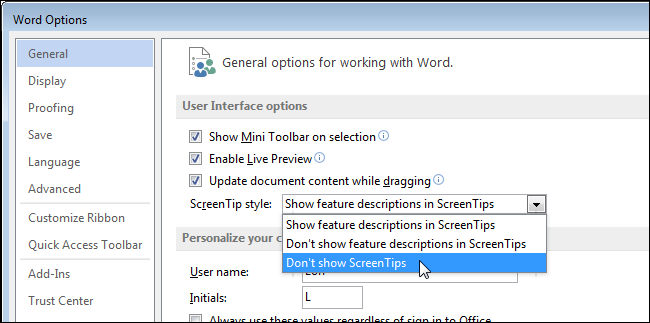 Word Options
General
Display
Proofing
Save
Language
Advanced
Customize Ribbon
Quick Access Toolbar
Add-Ins
Trust Center
General options for working with Word.
User Interface options
Show Mini Toolbar on selection
Enable Live Preview
Update document content while dragging
ScreenTip style: Show feature descriptions in ScreenTips
Show feature descriptions in ScreenTips
Don't show feature descriptions in ScreenTips
Don't show ScreenTips
Personalize your
User name:
Initials: L
Always use these values regardless of sign in to Office.